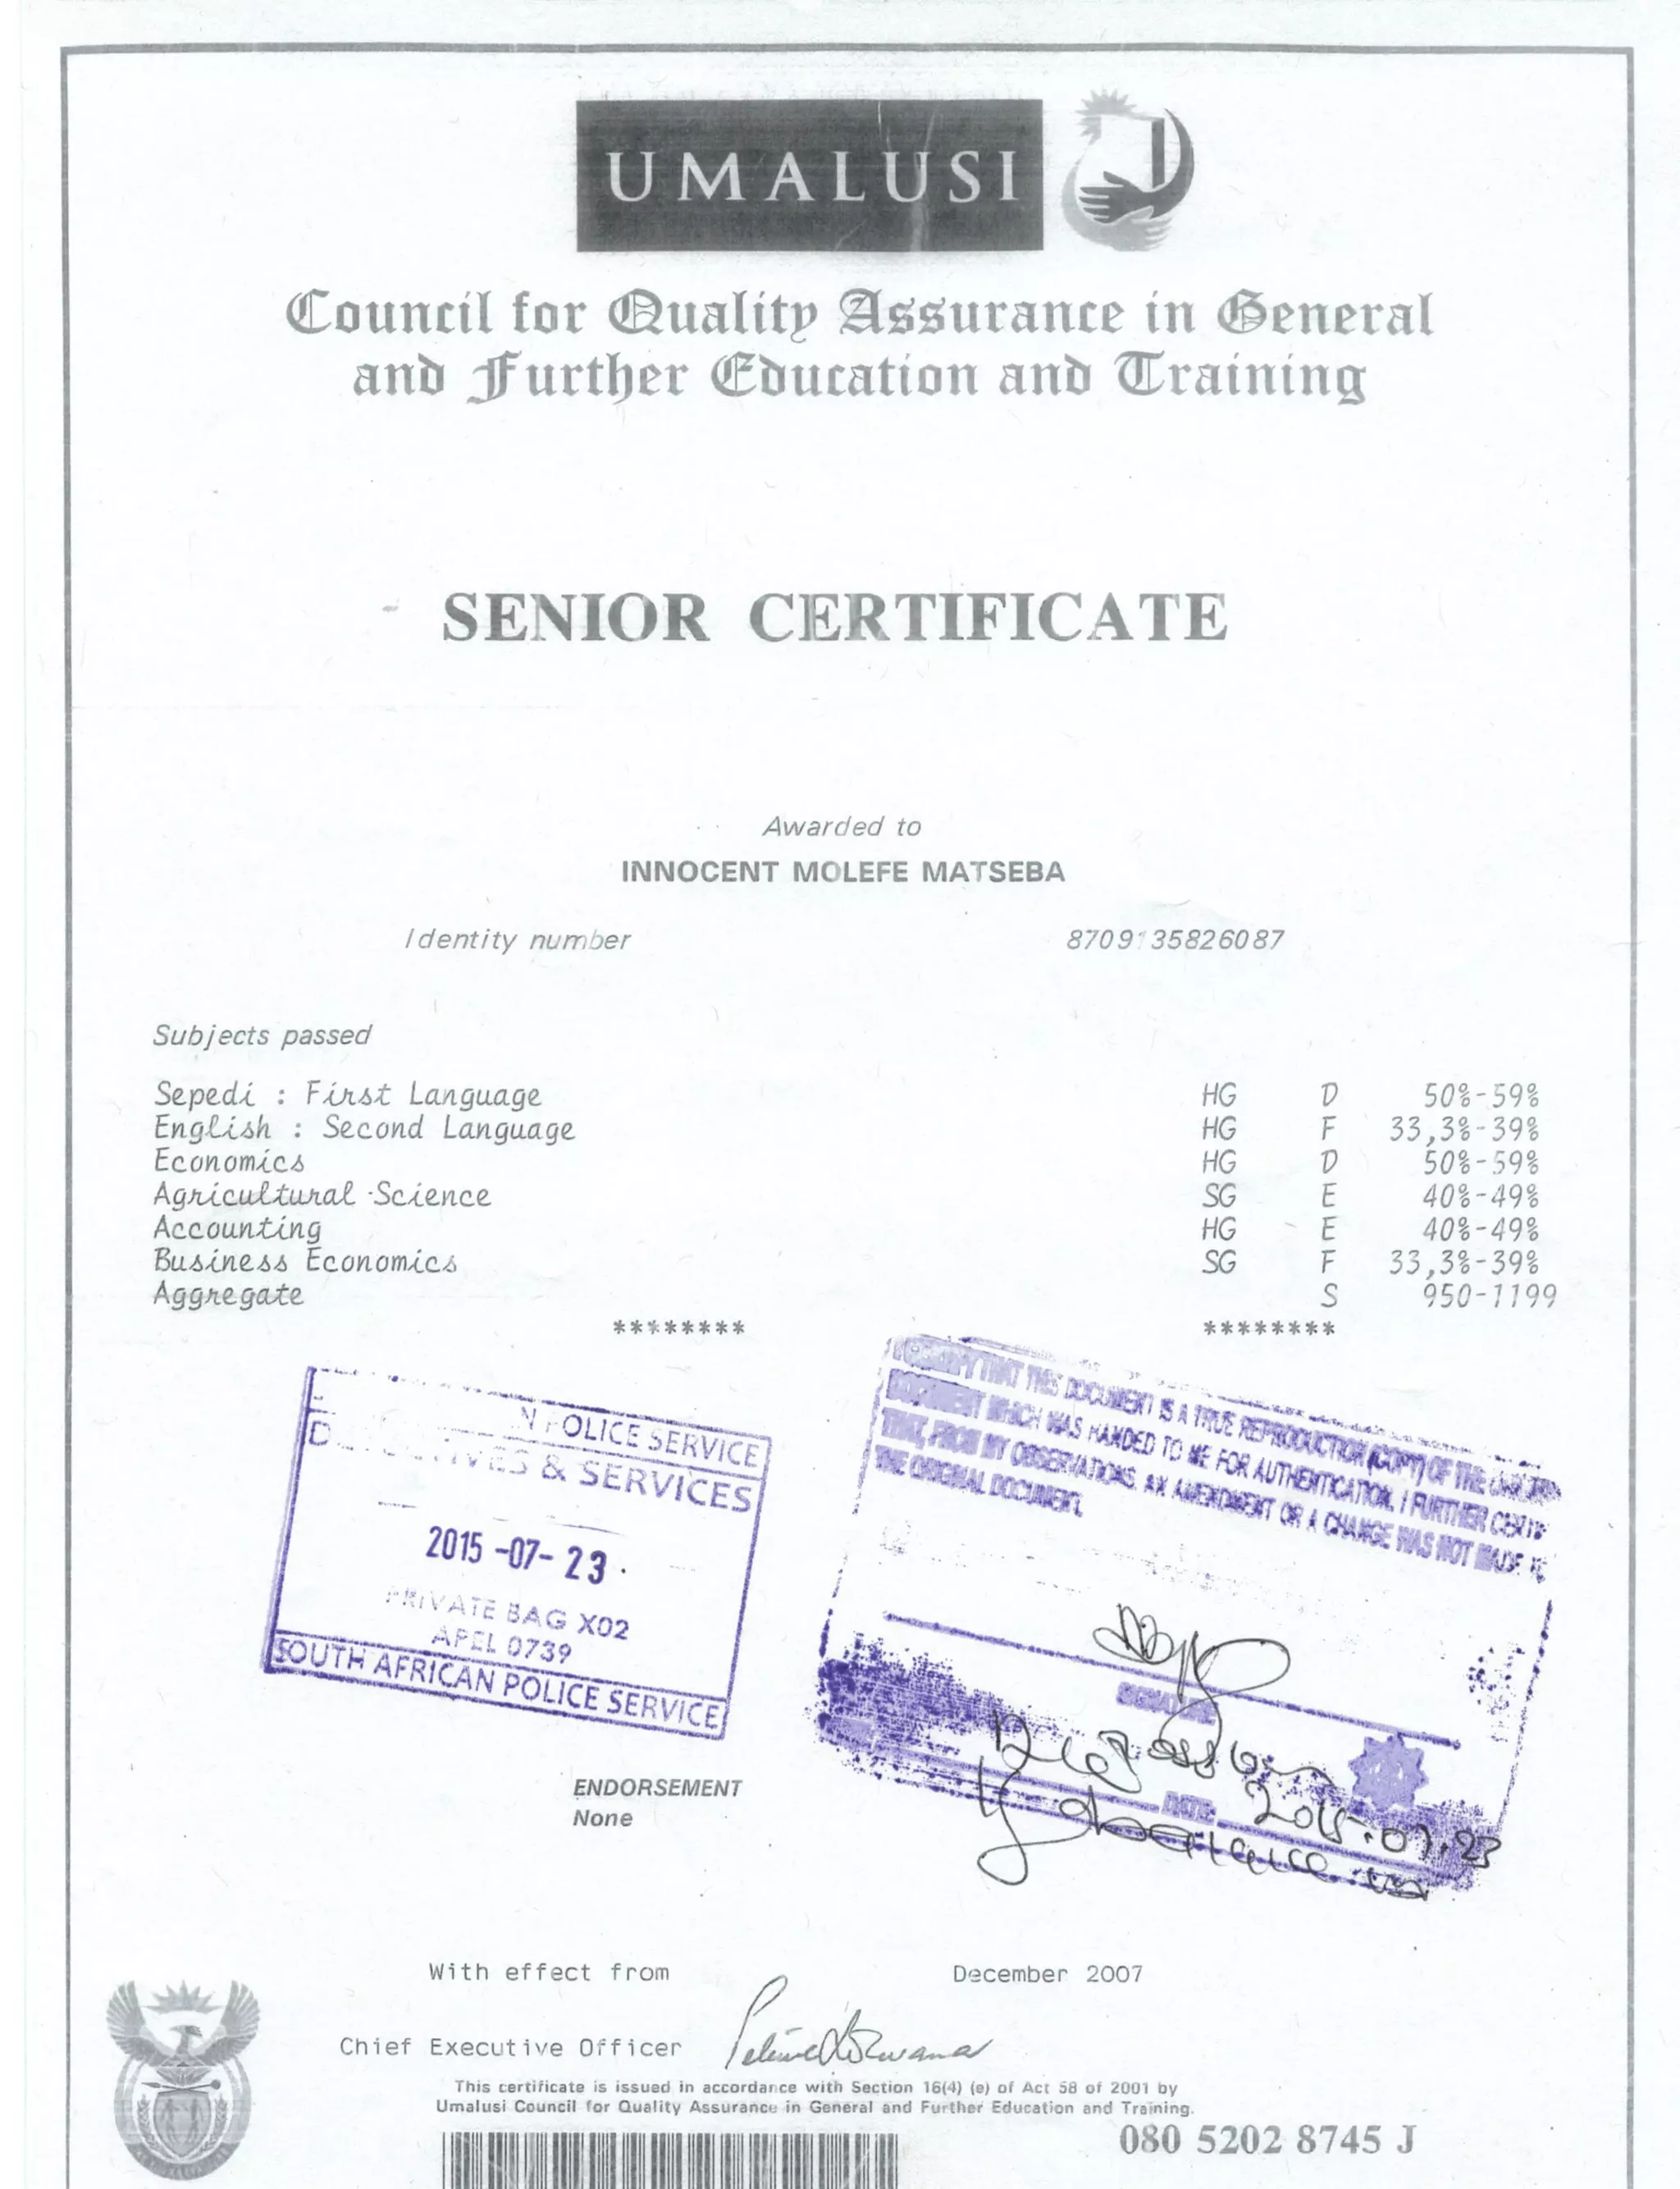 UMALUSI
Council for Quality Assurance in General
and Further Education and Training
SENIOR CERTIFICATE
Awarded to
INNOCENT MOLEFE MATSEBA
Identity number 8709135826087
Subjects passed
Sepedi : First Language HG D 50%-59%
English : Second Language HG F 33,3%-39%
Economics HG D 50%-59%
Agricultural Science SG E 40%-49%
Accounting HG E 40%-49%
Business Economics SG F 33,3%-39%
Aggregate S 950-1199
******** ********
N POLICE SERVICE
& SERVICES
2015-07-23
PRIVATE BAG X02
APEL 0739
SOUTH AFRICAN POLICE SERVICE
THAT THIS DOCUMENT IS A TRUE REPRODUCTION (COPY) OF THE
DOCUMENT WHICH WAS HANDED TO ME FOR AUTHENTICATION. I FURTHER
THAT, FROM MY OBSERVATIONS, AN AMENDMENT OR A CHANGE WAS NOT MADE
THE ORIGINAL DOCUMENT.
SIGNATURE
DATE: 2015.07.23
ENDORSEMENT
None
With effect from December 2007
Chief Executive Officer
This certificate is issued in accordance with Section 16(4) (e) of Act 58 of 2001 by
Umalusi Council for Quality Assurance in General and Further Education and Training.
080 5202 8745 J